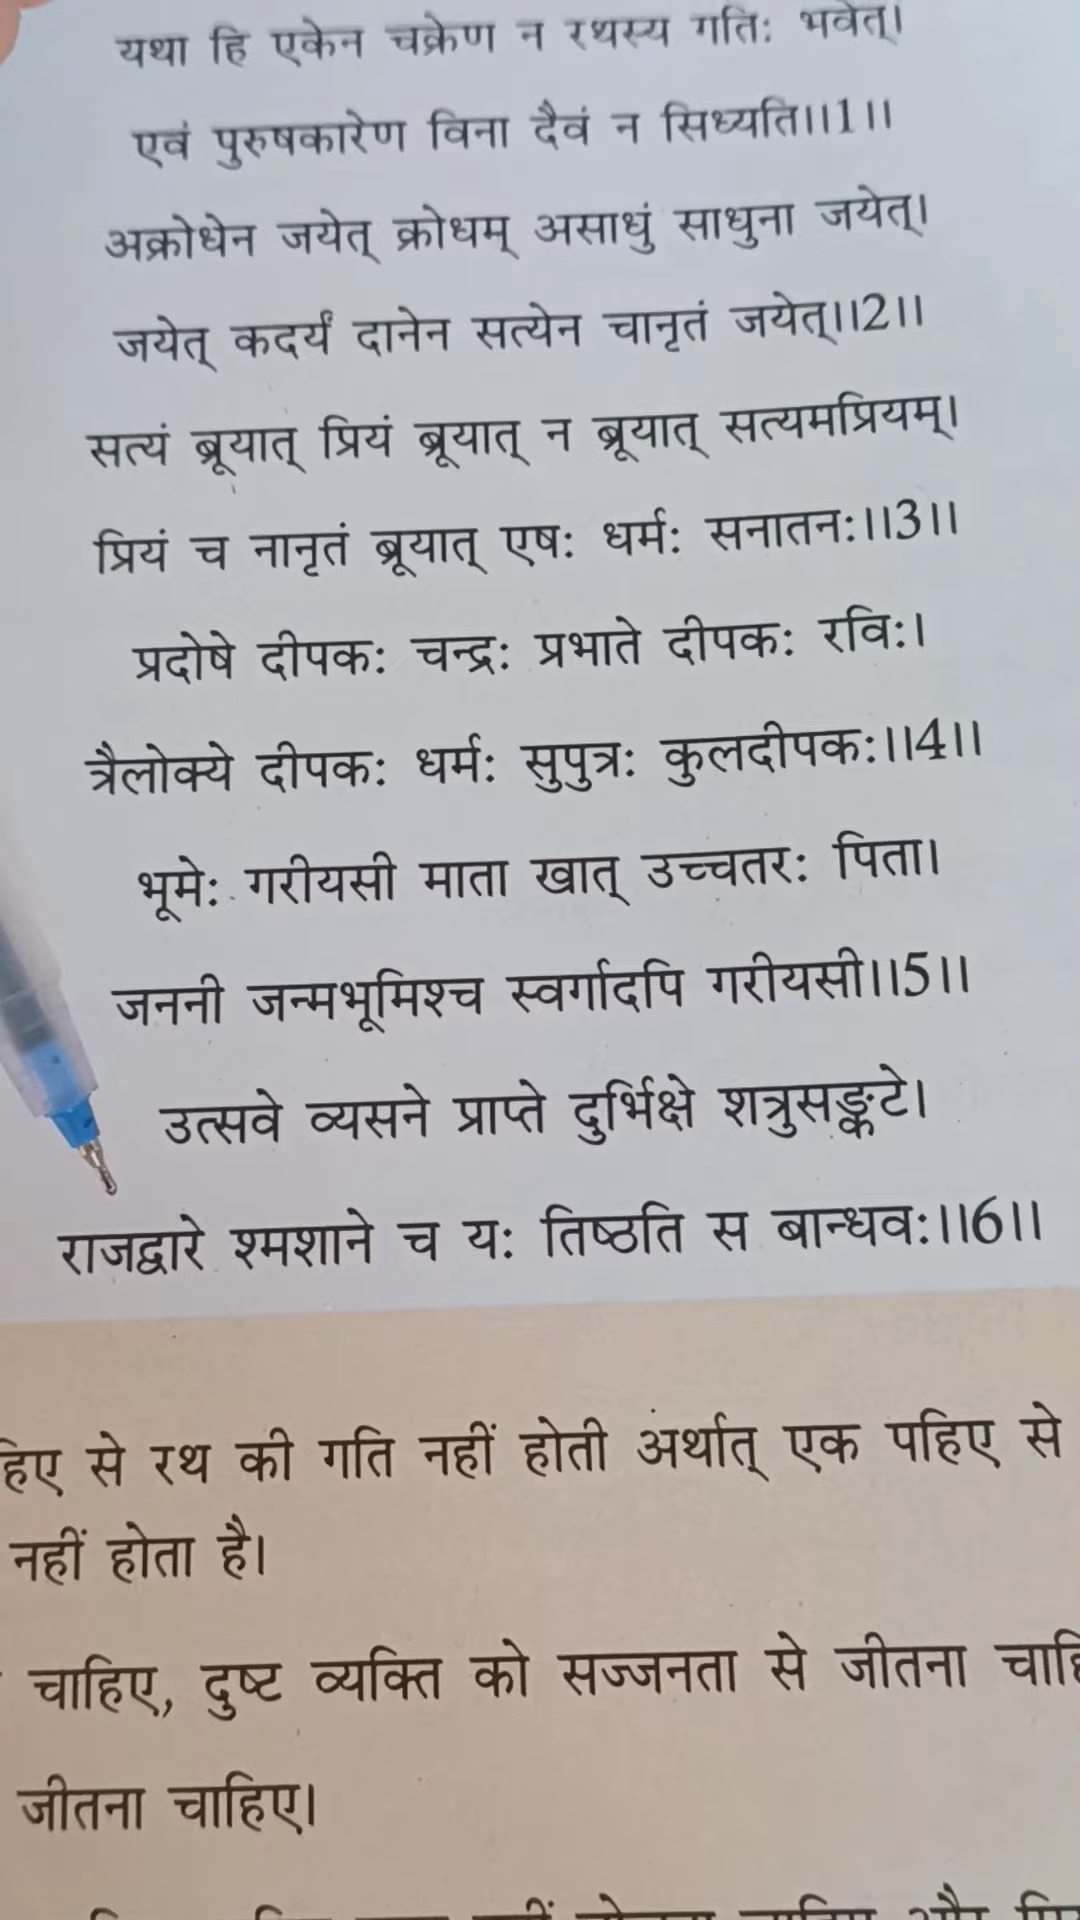 यथा हि एकेन चक्रेण न रथस्य गतिः भवेत्।
एवं पुरुषकारेण विना दैवं न सिध्यति।।1।।
अक्रोधेन जयेत् क्रोधम् असाधुं साधुना जयेत्।
जयेत् कदर्यं दानेन सत्येन चानृतं जयेत्।।2।।
सत्यं ब्रूयात् प्रियं ब्रूयात् न ब्रूयात् सत्यमप्रियम्।
प्रियं च नानृतं ब्रूयात् एषः धर्मः सनातनः।।3।।
प्रदोषे दीपकः चन्द्रः प्रभाते दीपकः रविः।
त्रैलोक्ये दीपकः धर्मः सुपुत्रः कुलदीपकः।।4।।
भूमेः गरीयसी माता खात् उच्चतरः पिता।
जननी जन्मभूमिश्च स्वर्गादपि गरीयसी।।5।।
उत्सवे व्यसने प्राप्ते दुर्भिक्षे शत्रुसङ्कटे।
राजद्वारे श्मशाने च यः तिष्ठति स बान्धवः।।6।।
हिए से रथ की गति नहीं होती अर्थात् एक पहिए से
नहीं होता है।
चाहिए, दुष्ट व्यक्ति को सज्जनता से जीतना चाहि
जीतना चाहिए।